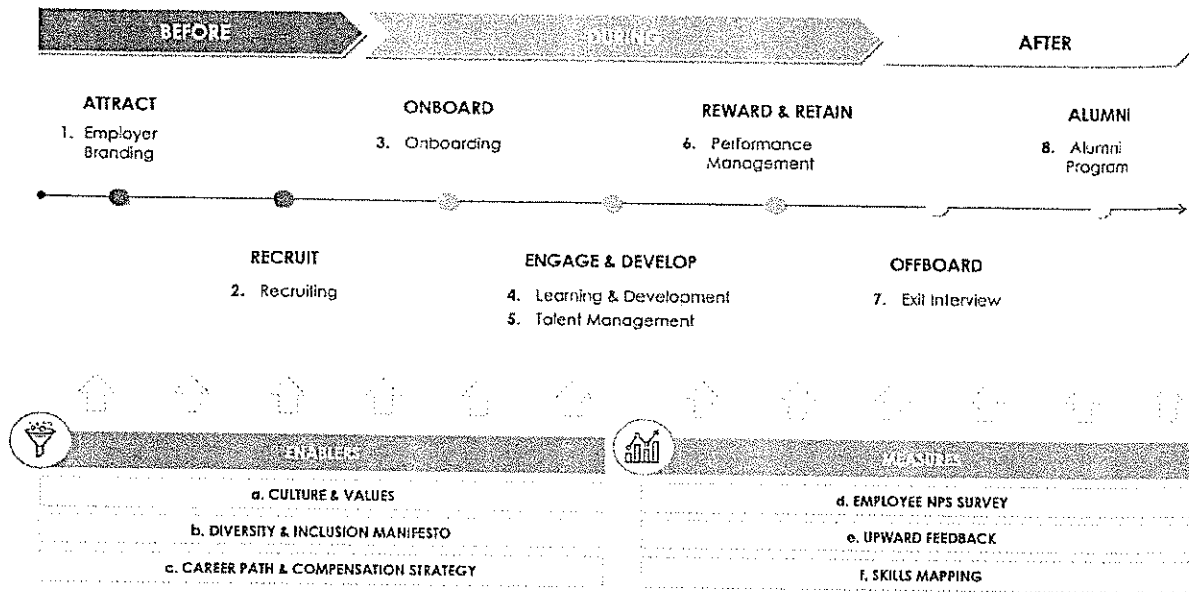 BEFORE
DURING
AFTER
ATTRACT
1. Employer
Branding
ONBOARD
3. Onboarding
REWARD & RETAIN
6. Performance
Management
ALUMNI
8. Alumni
Program
RECRUIT
2. Recruiting
ENGAGE & DEVELOP
4. Learning & Development
5. Talent Management
OFFBOARD
7. Exit Interview
ENABLERS
a. CULTURE & VALUES
b. DIVERSITY & INCLUSION MANIFESTO
c. CAREER PATH & COMPENSATION STRATEGY
MEASURES
d. EMPLOYEE NPS SURVEY
e. UPWARD FEEDBACK
f. SKILLS MAPPING